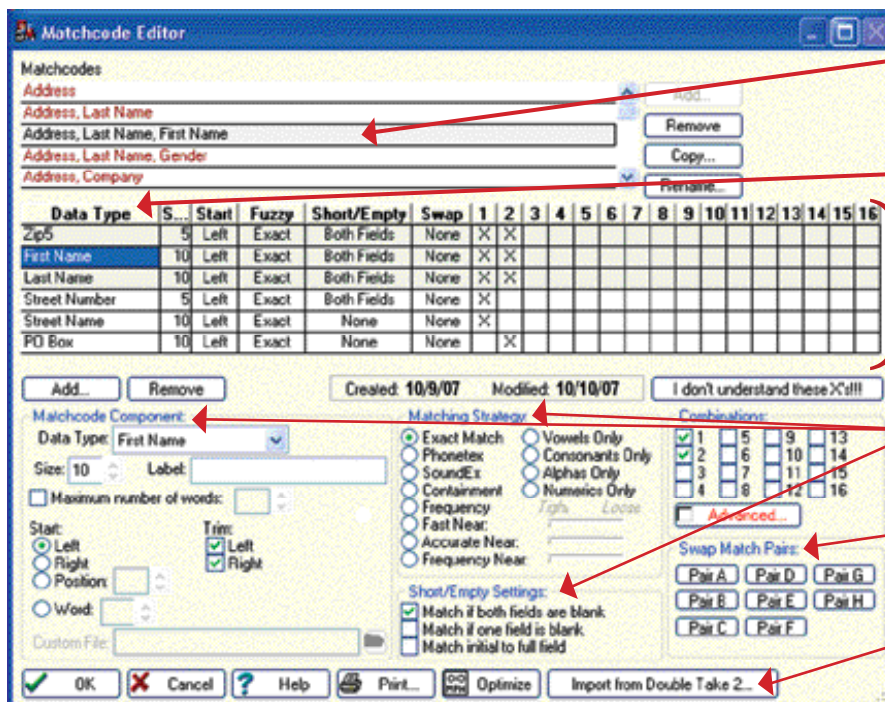 Matchcode Editor
Matchcodes
Address
Address, Last Name
Address, Last Name, First Name
Address, Last Name, Gender
Address, Company
Add...
Remove
Copy...
Rename...
Data Type S... Start Fuzzy Short/Empty Swap 1 2 3 4 5 6 7 8 9 10 11 12 13 14 15 16
Zip5 5 Left Exact Both Fields None X X
First Name 10 Left Exact Both Fields None X X
Last Name 10 Left Exact Both Fields None X X
Street Number 5 Left Exact Both Fields None X
Street Name 10 Left Exact None None X
PO Box 10 Left Exact None None X
Add... Remove Created: 10/9/07 Modified: 10/10/07 I don't understand these X's!!!
Matchcode Component:
Data Type: First Name
Size: 10 Label:
Maximum number of words:
Start: Trim:
Left Left
Right Right
Position:
Word:
Custom File:
Matching Strategy:
Exact Match Vowels Only
Phonetex Consonants Only
SoundEx Alphas Only
Containment Numerics Only
Frequency Tight Loose
Fast Near:
Accurate Near:
Frequency Near:
Short/Empty Settings:
Match if both fields are blank
Match if one field is blank
Match initial to full field
Combinations:
1 5 9 13
2 6 10 14
3 7 11 15
4 8 12 16
Advanced...
Swap Match Pairs:
Pair A Pair D Pair G
Pair B Pair E Pair H
Pair C Pair F
OK Cancel Help Print... Optimize Import from Double Take 2...